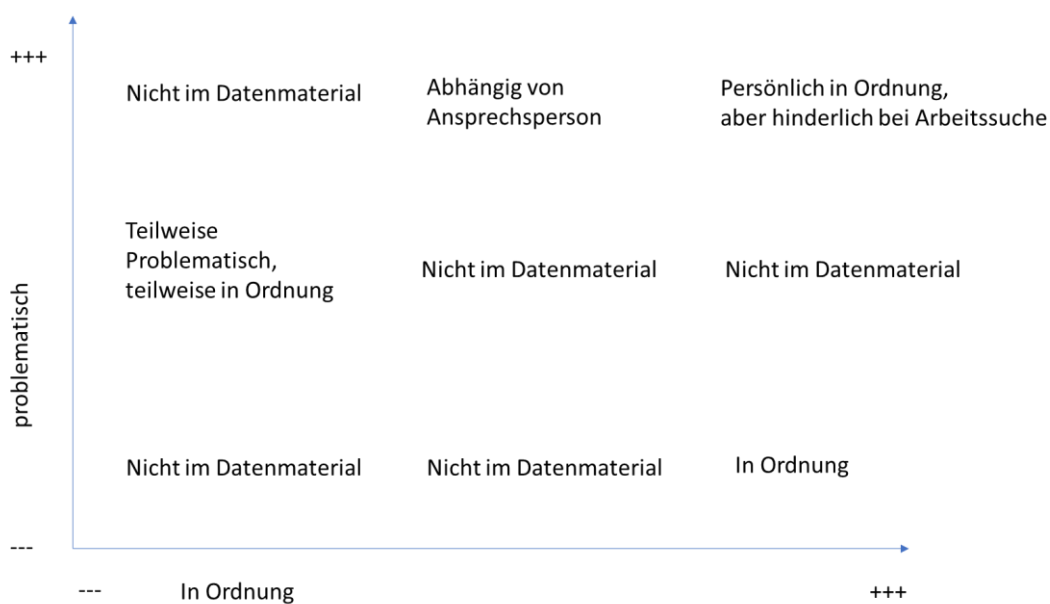 +++
Nicht im Datenmaterial
Abhängig von
Ansprechsperson
Persönlich in Ordnung,
aber hinderlich bei Arbeitssuche
Teilweise
Problematisch,
teilweise in Ordnung
Nicht im Datenmaterial
Nicht im Datenmaterial
problematisch
Nicht im Datenmaterial
Nicht im Datenmaterial
In Ordnung
---
---
In Ordnung
+++